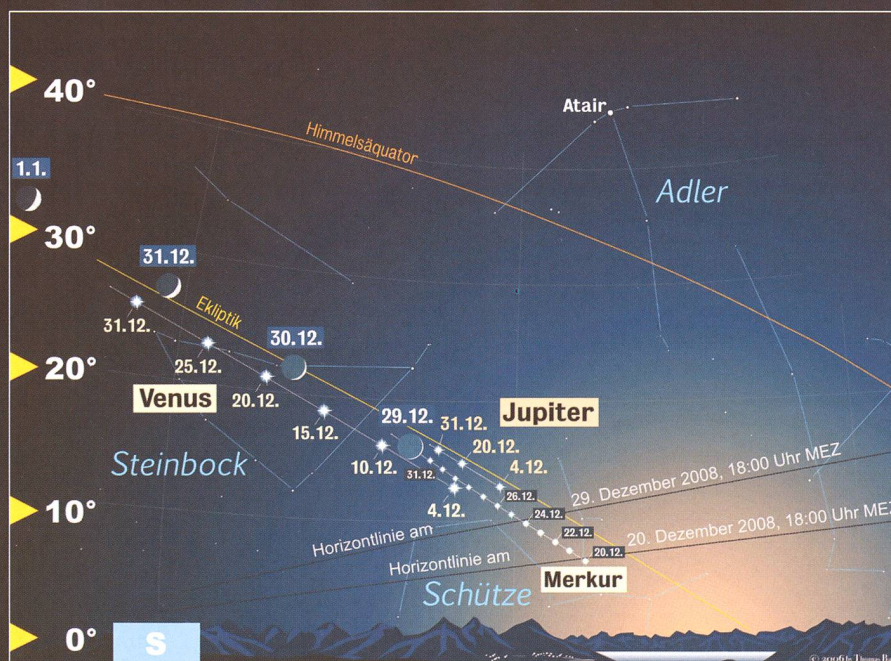 40°
Atair
Himmelsäquator
1.1.
Adler
30°
31.12.
Ekliptik
31.12.
30.12.
25.12.
20°
20.12.
Venus
29.12.
Jupiter
31.12.
15.12.
20.12.
10.12.
4.12.
Steinbock
31.12.
4.12.
26.12.
29. Dezember 2008, 18:00 Uhr MEZ
10°
24.12.
Horizontlinie am
22.12.
20. Dezember 2008, 18:00 Uhr MEZ
20.12.
Horizontlinie am
Merkur
Schütze
0°
S
© 2006 by Thomas